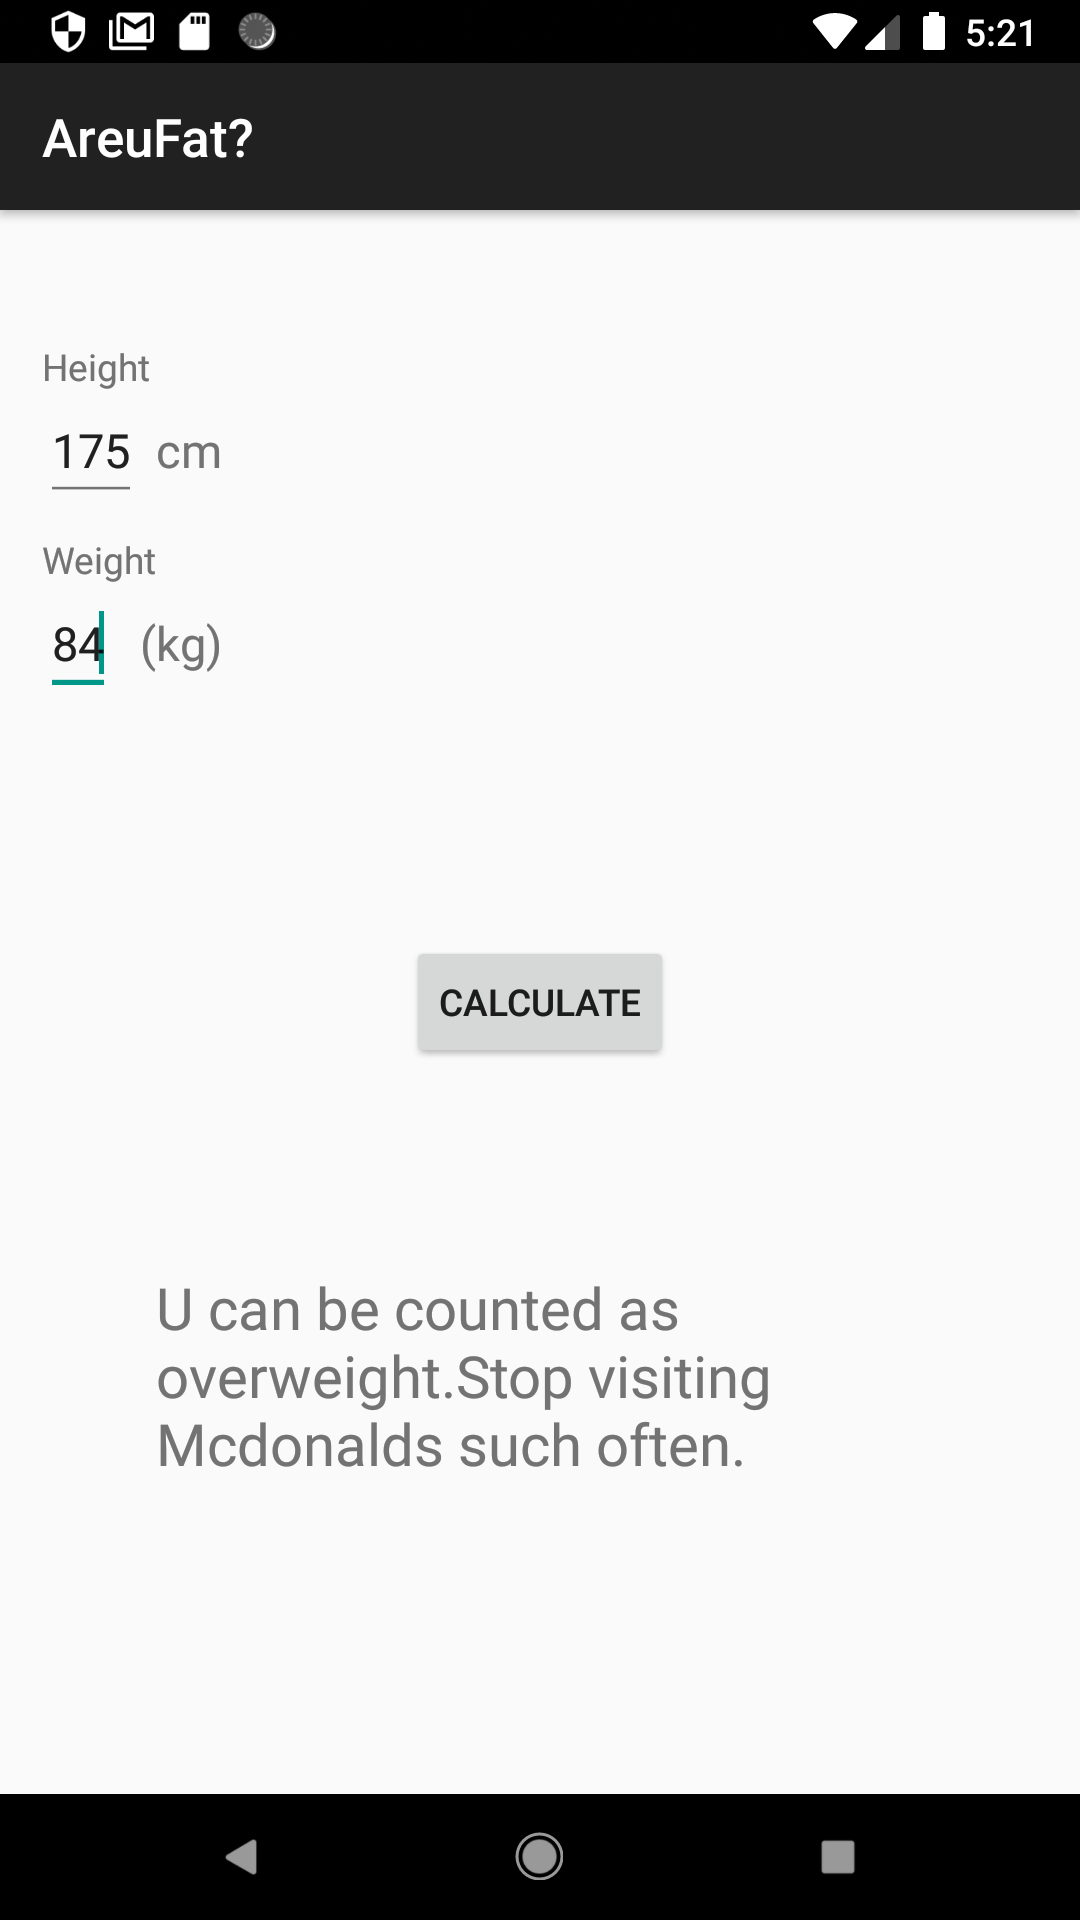 5:21
AreuFat?
Height
175 cm
Weight
84 (kg)
CALCULATE
U can be counted as
overweight.Stop visiting
Mcdonalds such often.